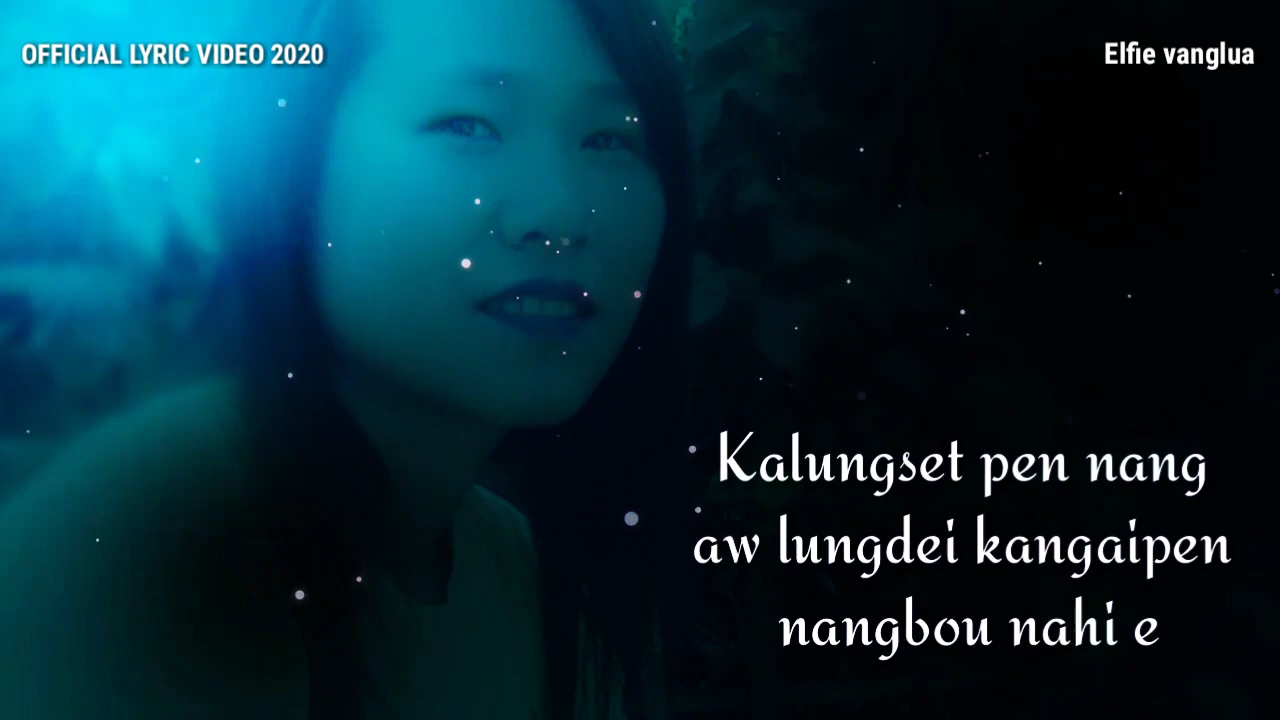 OFFICIAL LYRIC VIDEO 2020
Elfie vanglua
Kalungset pen nang
aw lungdei kangaipen
nangbou nahi e